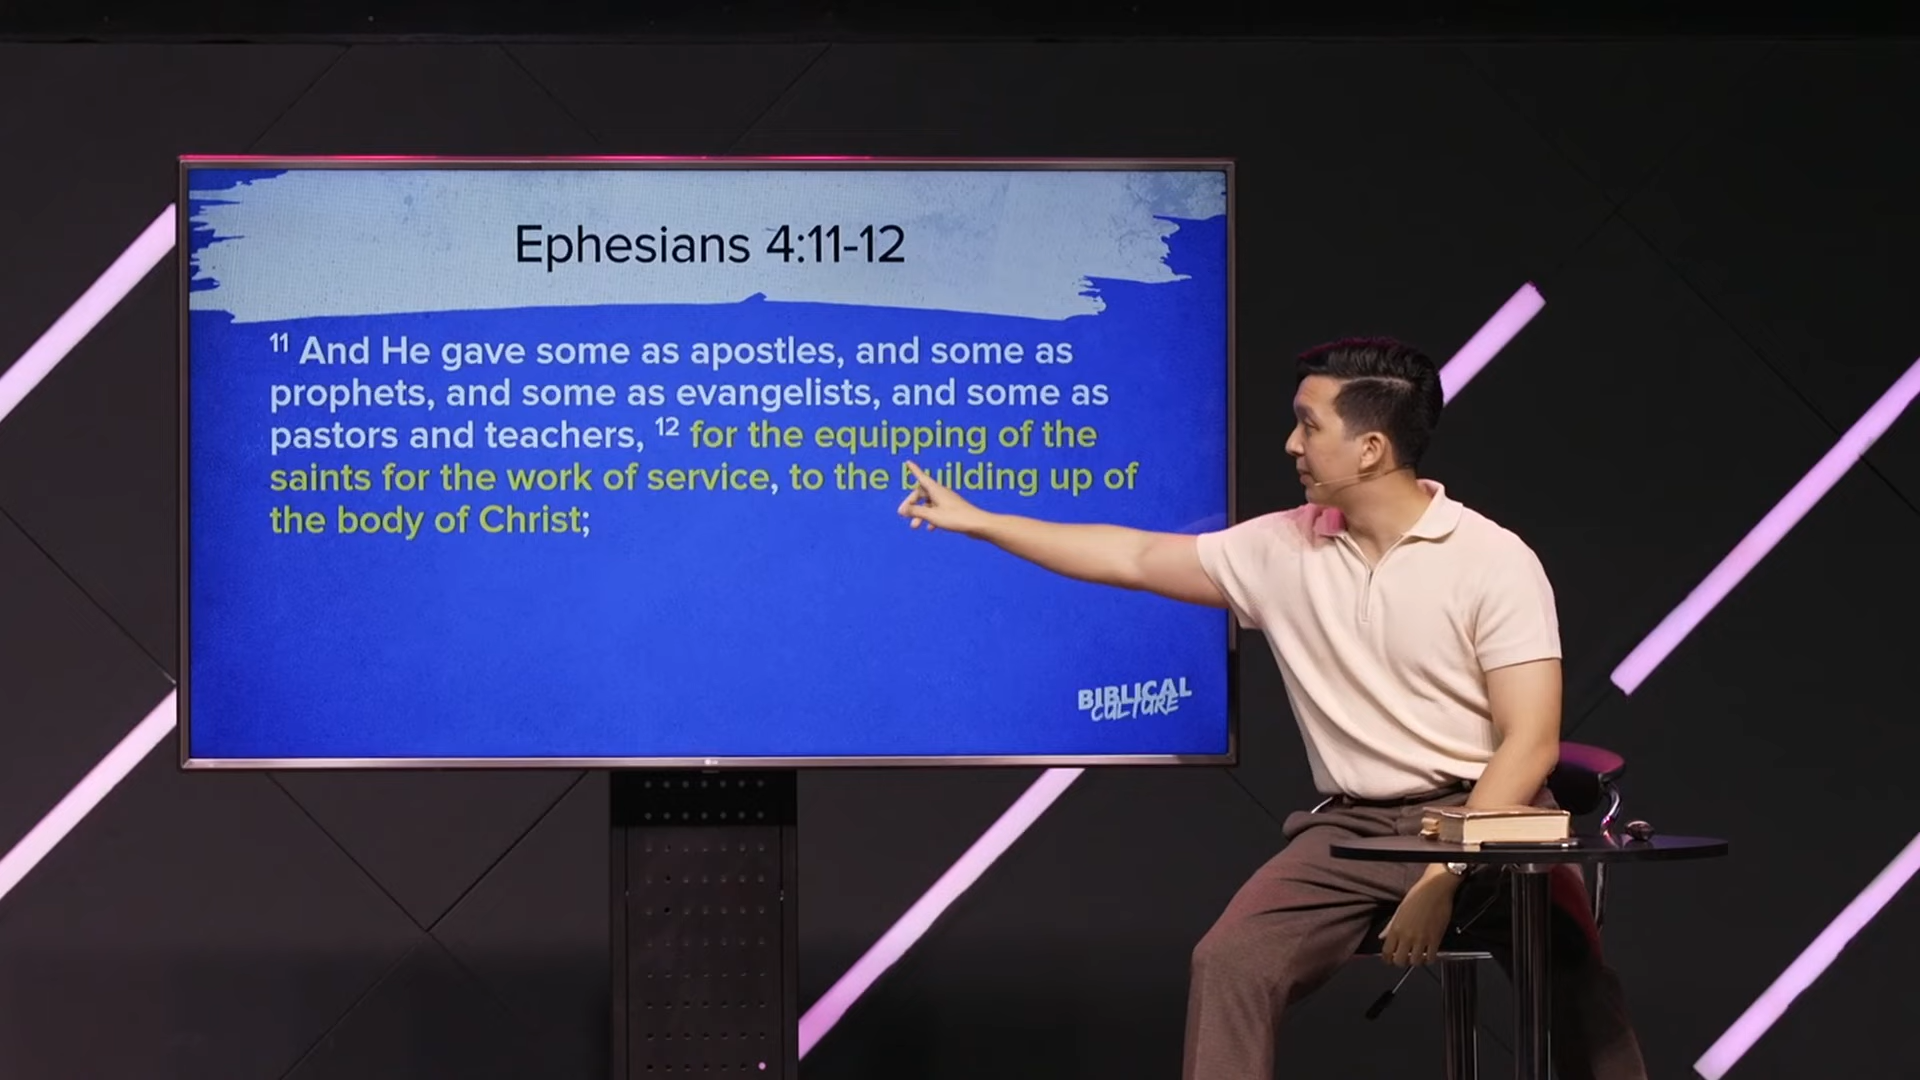 Ephesians 4:11-12
11 And He gave some as apostles, and some as
prophets, and some as evangelists, and some as
pastors and teachers, 12 for the equipping of the
saints for the work of service, to the building up of
the body of Christ;
BIBLICAL
CULTURE